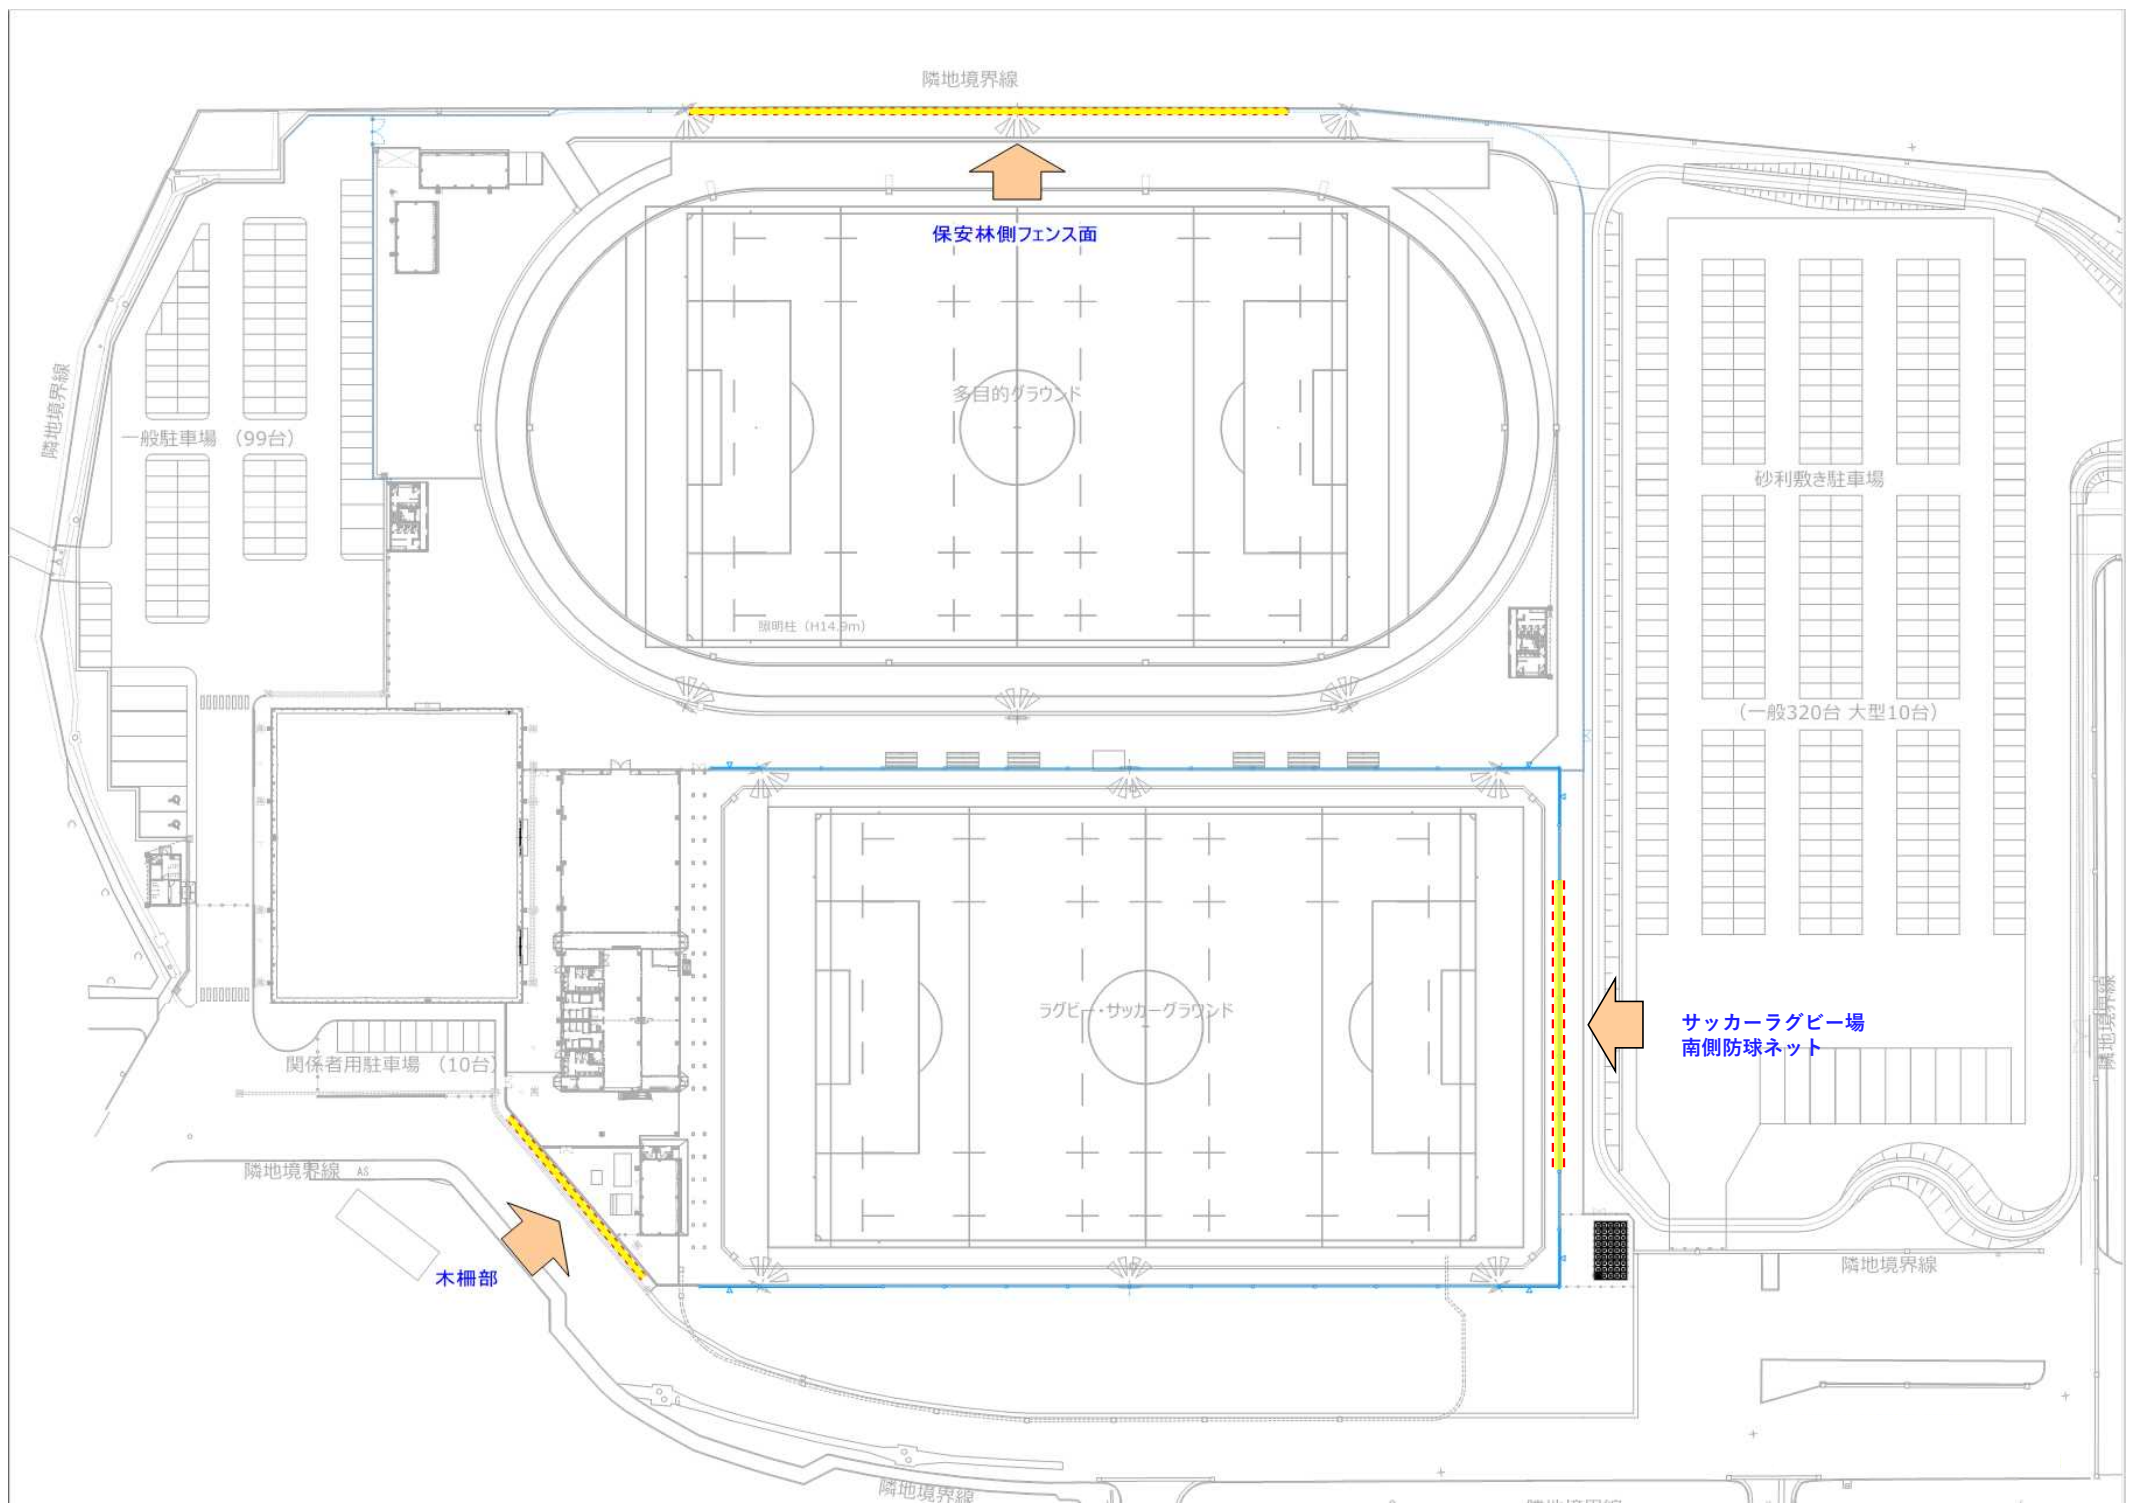 隣地境界線
保安林側フェンス面
隣地境界線
多目的グラウンド
一般駐車場 (99台)
砂利敷き駐車場
照明柱 (H14.9m)
(一般320台 大型10台)
ラグビー・サッカーグラウンド
サッカーラグビー場
南側防球ネット
隣地境界線
関係者用駐車場 (10台)
隣地境界線 AS
木柵部
隣地境界線
隣地境界線